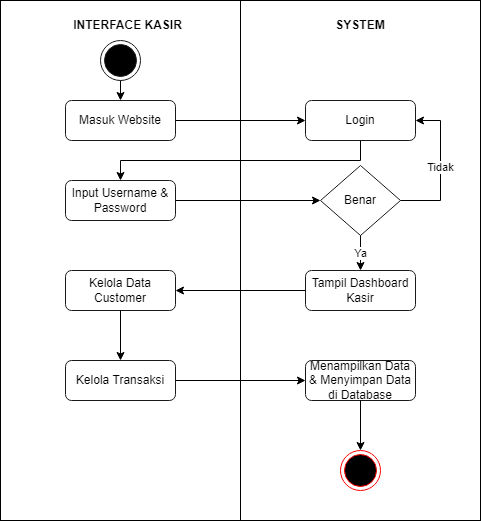 INTERFACE KASIR
SYSTEM
Masuk Website
Login
Tidak
Input Username &
Password
Benar
Ya
Kelola Data
Customer
Tampil Dashboard
Kasir
Kelola Transaksi
Menampilkan Data
& Menyimpan Data
di Database